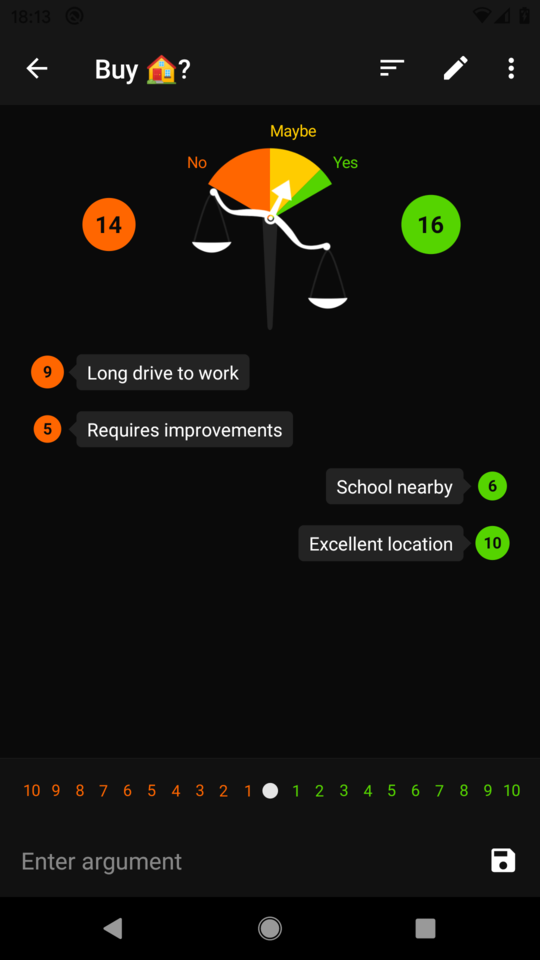 18:13
Buy 🏠?
Maybe
No
Yes
14
16
9 Long drive to work
5 Requires improvements
School nearby 6
Excellent location 10
10 9 8 7 6 5 4 3 2 1 1 2 3 4 5 6 7 8 9 10
Enter argument